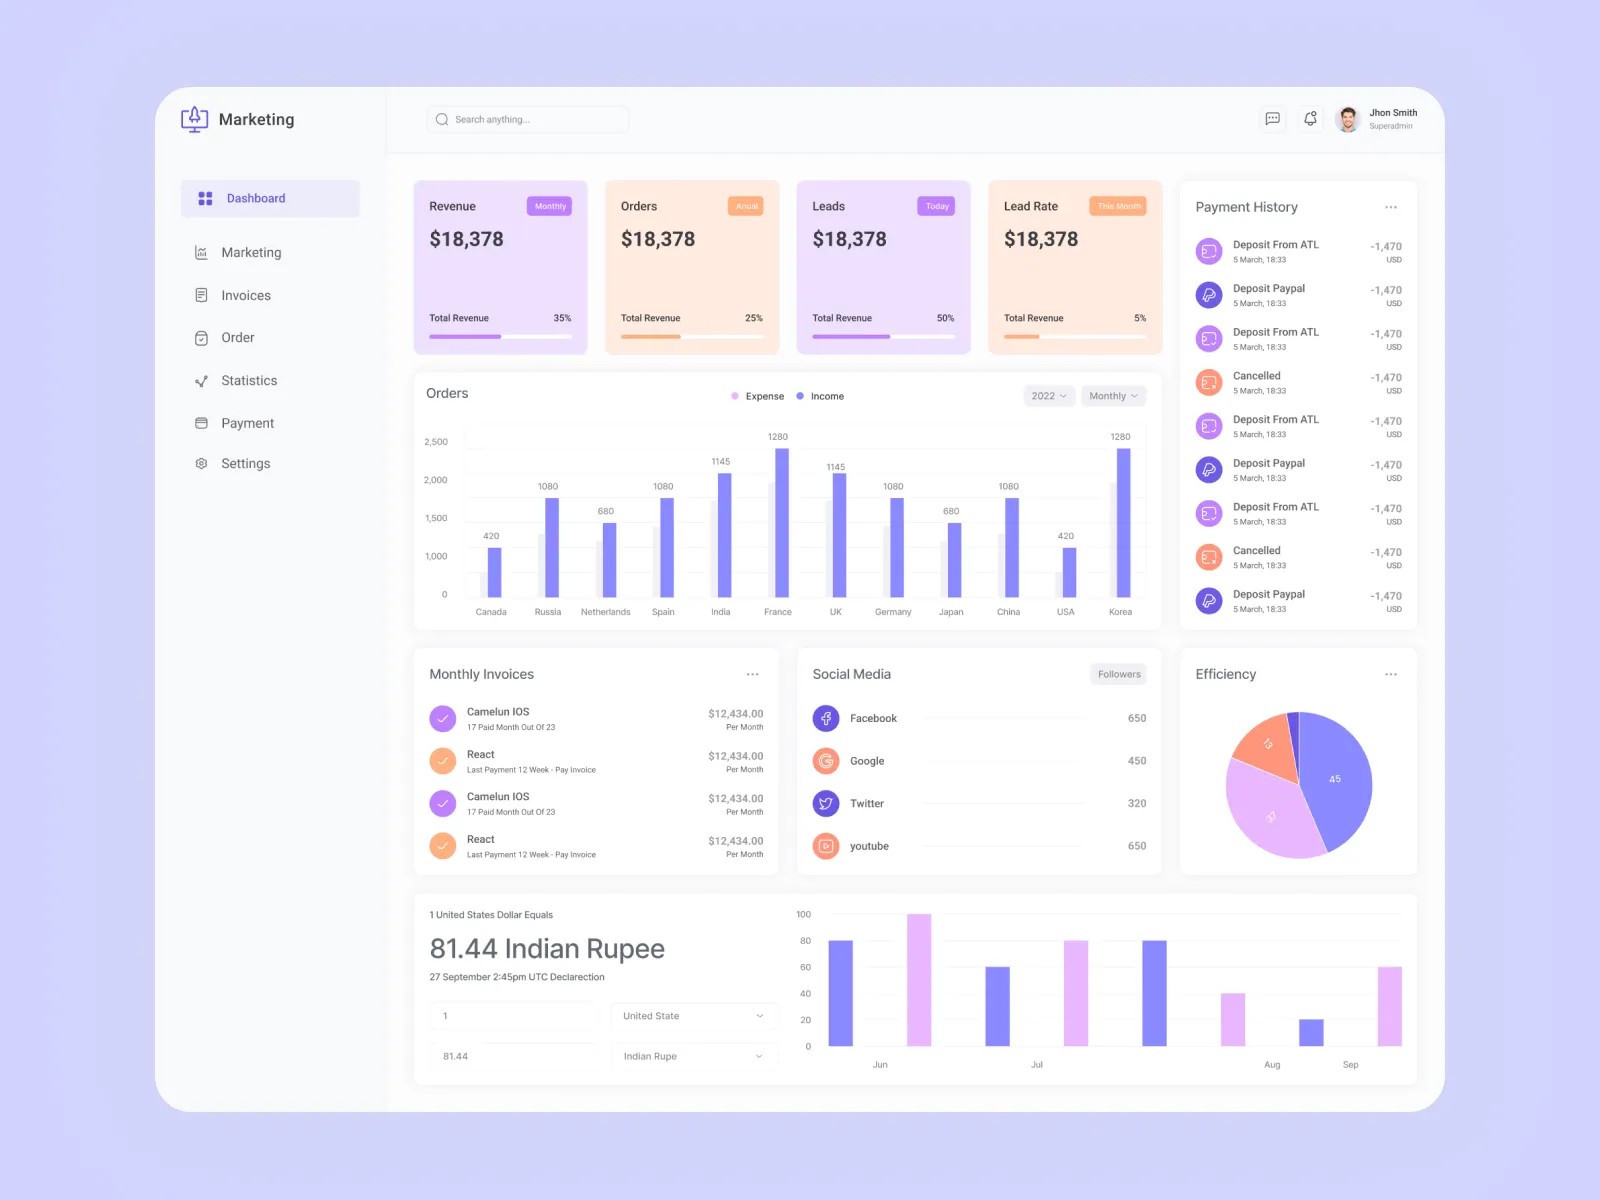 Marketing
Search anything...
Jhon Smith
Superadmin
Dashboard
Marketing
Invoices
Order
Statistics
Payment
Settings
Revenue
Monthly
$18,378
Total Revenue 35%
Orders
Anual
$18,378
Total Revenue 25%
Leads
Today
$18,378
Total Revenue 50%
Lead Rate
This Month
$18,378
Total Revenue 5%
Orders
Expense Income
2022 Monthly
2,500
2,000
1,500
1,000
0
420 1080 680 1080 1145 1280 1145 1080 680 1080 420 1280
Canada Russia Netherlands Spain India France UK Germany Japan China USA Korea
Payment History
Deposit From ATL -1,470
5 March, 18:33 USD
Deposit Paypal -1,470
5 March, 18:33 USD
Deposit From ATL -1,470
5 March, 18:33 USD
Cancelled -1,470
5 March, 18:33 USD
Deposit From ATL -1,470
5 March, 18:33 USD
Deposit Paypal -1,470
5 March, 18:33 USD
Deposit From ATL -1,470
5 March, 18:33 USD
Cancelled -1,470
5 March, 18:33 USD
Deposit Paypal -1,470
5 March, 18:33 USD
Monthly Invoices
Camelun IOS $12,434.00
17 Paid Month Out Of 23 Per Month
React $12,434.00
Last Payment 12 Week - Pay Invoice Per Month
Camelun IOS $12,434.00
17 Paid Month Out Of 23 Per Month
React $12,434.00
Last Payment 12 Week - Pay Invoice Per Month
Social Media Followers
Facebook 650
Google 450
Twitter 320
youtube 650
Efficiency
13
45
37
1 United States Dollar Equals
81.44 Indian Rupee
27 September 2:45pm UTC Declarection
1 United State
81.44 Indian Rupe
100
80
60
40
20
0
Jun Jul Aug Sep